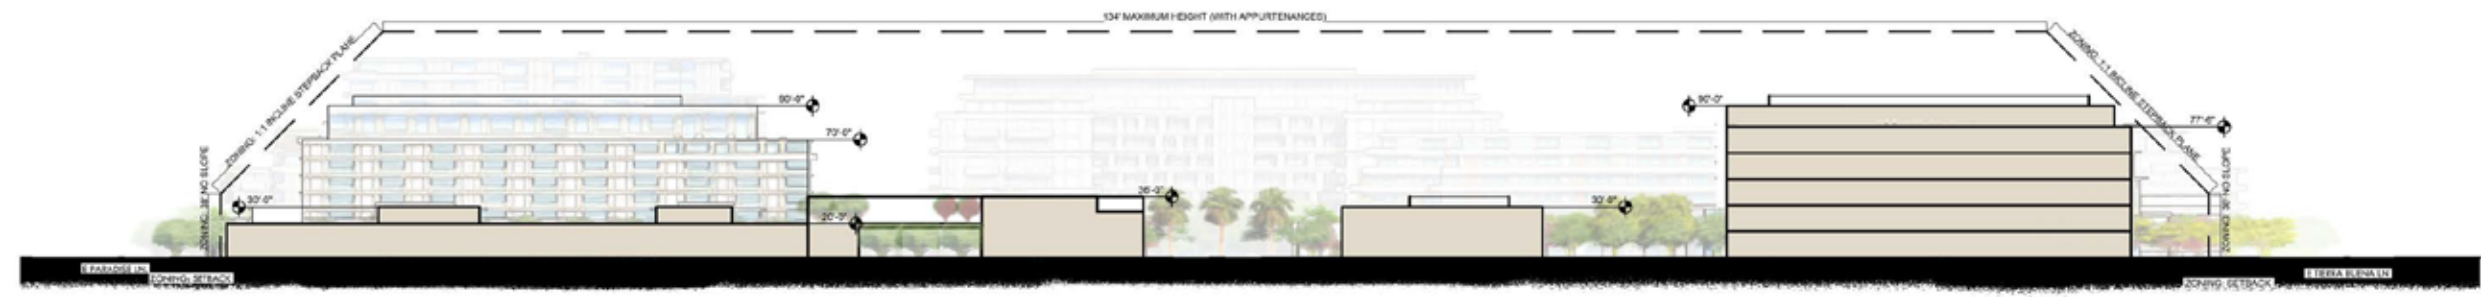 134' MAXIMUM HEIGHT (WITH APPURTENANCES)
ZONING: 1:1 INCLINE STEPBACK PLANE
ZONING: 1:1 INCLINE STEPBACK PLANE
90'-0"
90'-0"
70'-0"
77'-6"
ZONING: 36' NO SLOPE
ZONING: 36' NO SLOPE
30'-0"
36'-0"
30'-0"
20'-0"
E PARADISE LN.
ZONING: SETBACK
E TIERRA BUENA LN
ZONING: SETBACK